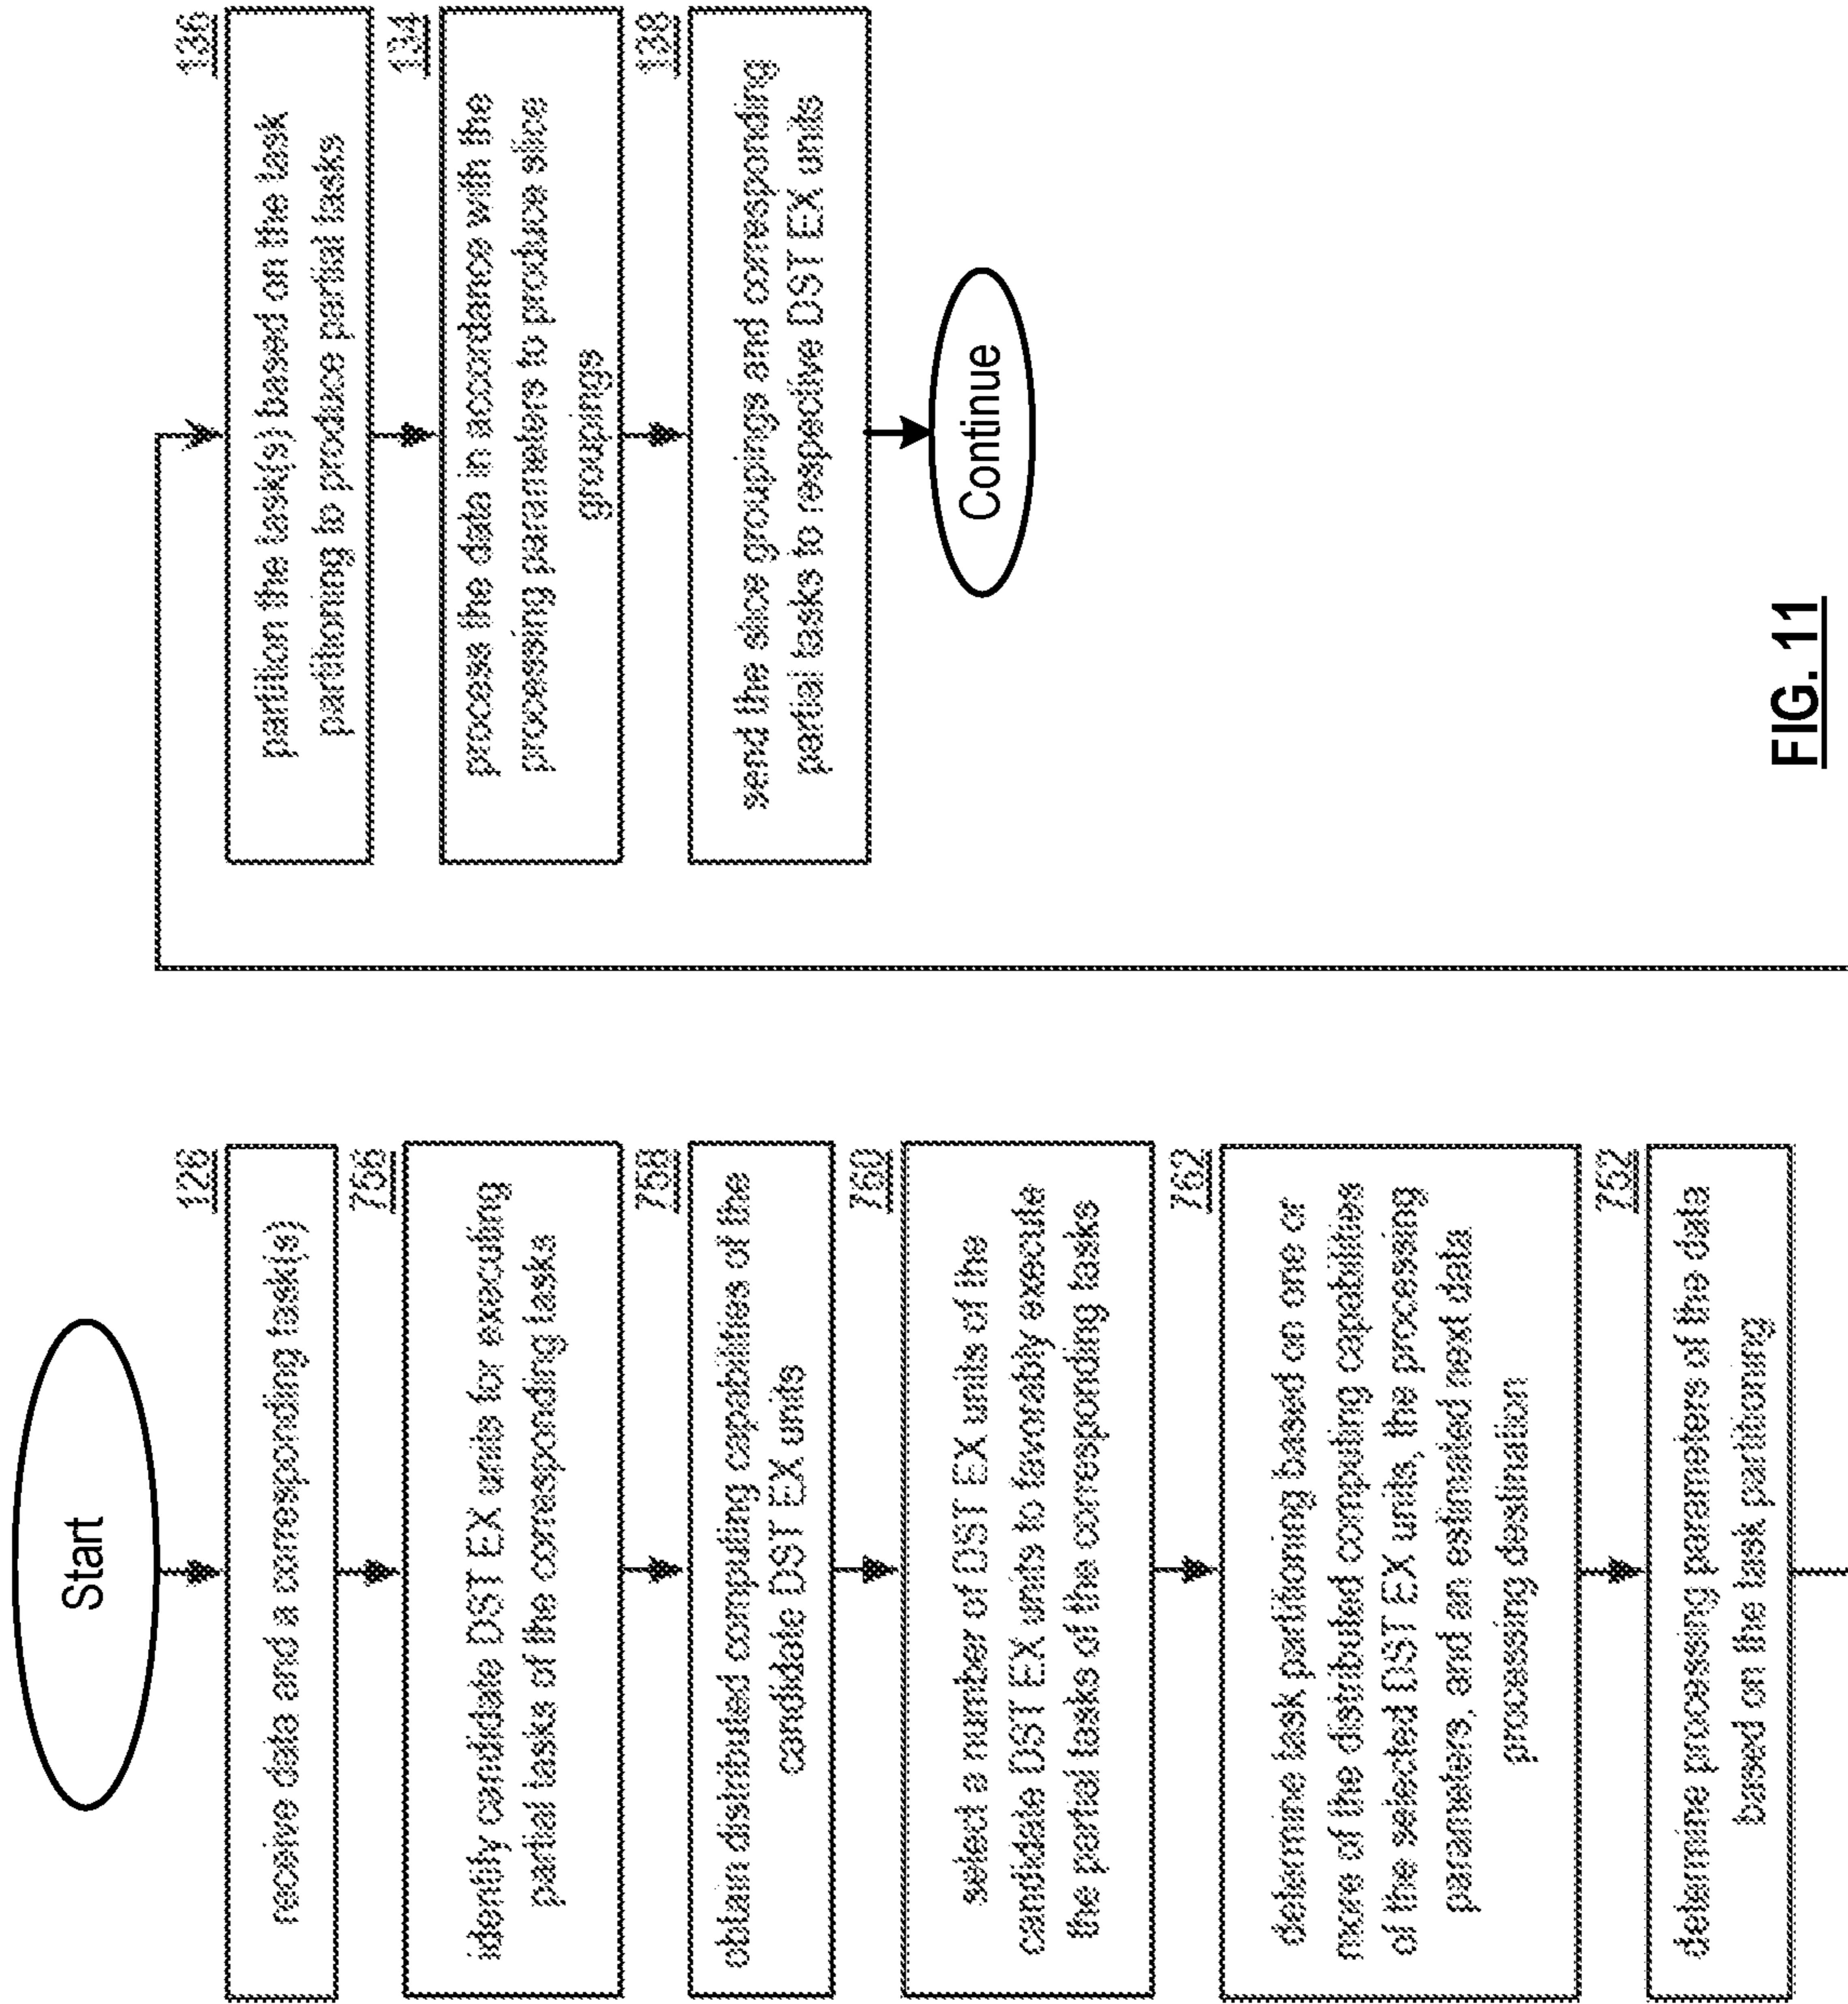 Start
126
receive data and a corresponding task(s)
756
identify candidate DST EX units for executing
partial tasks of the corresponding tasks
758
obtain distributed computing capabilities of the
candidate DST EX units
760
select a number of DST EX units of the
candidate DST EX units to favorably execute
the partial tasks of the corresponding tasks
762
determine task partitioning based on one or
more of the distributed computing capabilities
of the selected DST EX units, the processing
parameters, and an estimated next data
processing destination
752
determine processing parameters of the data
based on the task partitioning
136
partition the task(s) based on the task
partitioning to produce partial tasks
134
process the data in accordance with the
processing parameters to produce slice
groupings
138
send the slice groupings and corresponding
partial tasks to respective DST EX units
Continue
FIG. 11